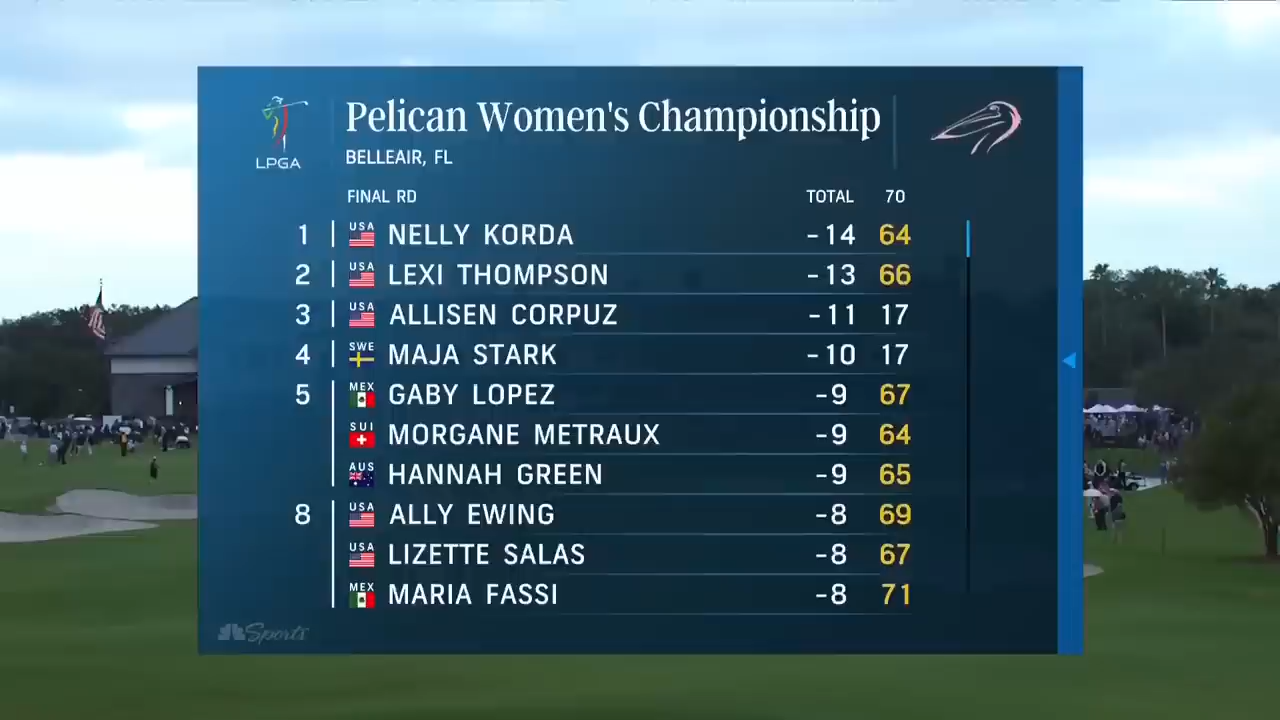 Pelican Women's Championship
LPGA
BELLEAIR, FL
FINAL RD TOTAL 70
1 USA NELLY KORDA -14 64
2 USA LEXI THOMPSON -13 66
3 USA ALLISEN CORPUZ -11 17
4 SWE MAJA STARK -10 17
5 MEX GABY LOPEZ -9 67
SUI MORGANE METRAUX -9 64
AUS HANNAH GREEN -9 65
8 USA ALLY EWING -8 69
USA LIZETTE SALAS -8 67
MEX MARIA FASSI -8 71
Sports